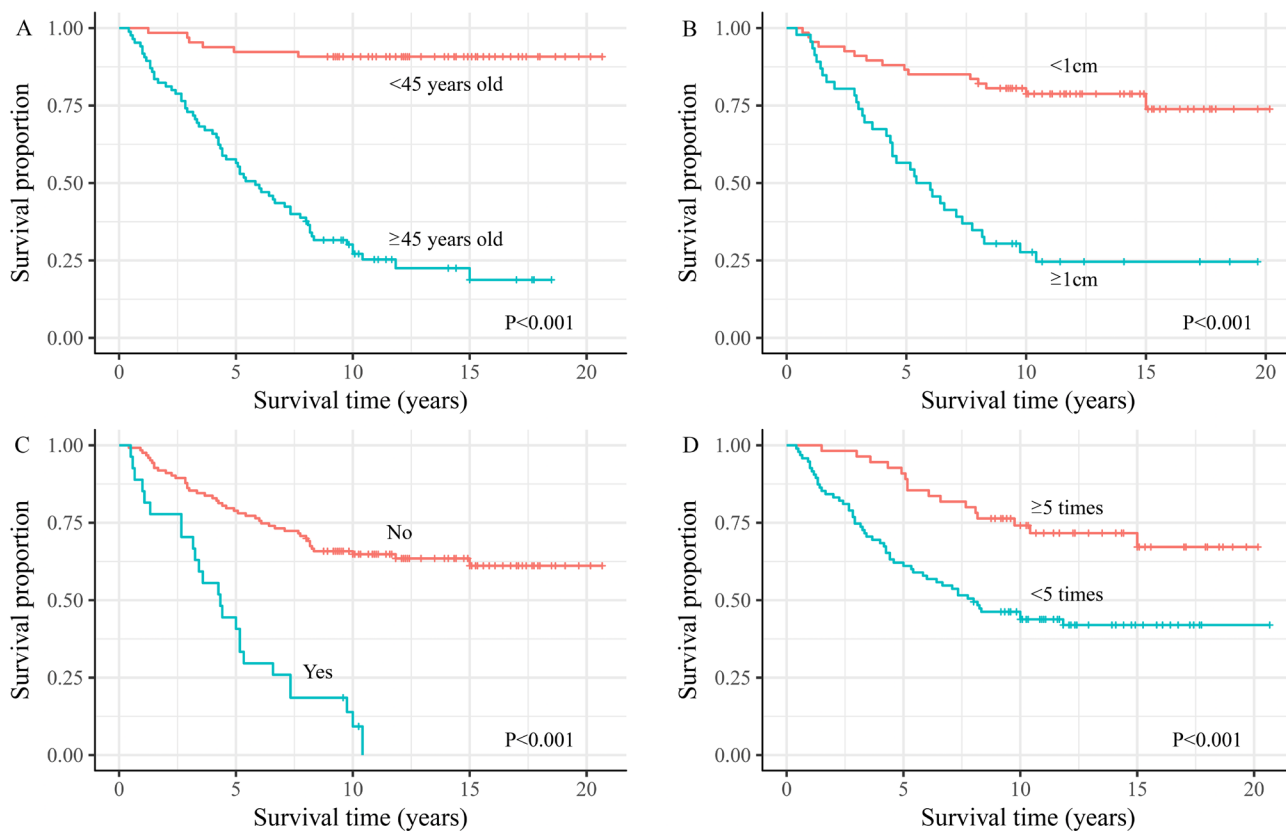 A
1.00
0.75
0.50
0.25
0.00
Survival proportion
<45 years old
≥45 years old
P<0.001
0 5 10 15 20
Survival time (years)
B
1.00
0.75
0.50
0.25
0.00
Survival proportion
<1cm
≥1cm
P<0.001
0 5 10 15 20
Survival time (years)
C
1.00
0.75
0.50
0.25
0.00
Survival proportion
No
Yes
P<0.001
0 5 10 15 20
Survival time (years)
D
1.00
0.75
0.50
0.25
0.00
Survival proportion
≥5 times
<5 times
P<0.001
0 5 10 15 20
Survival time (years)